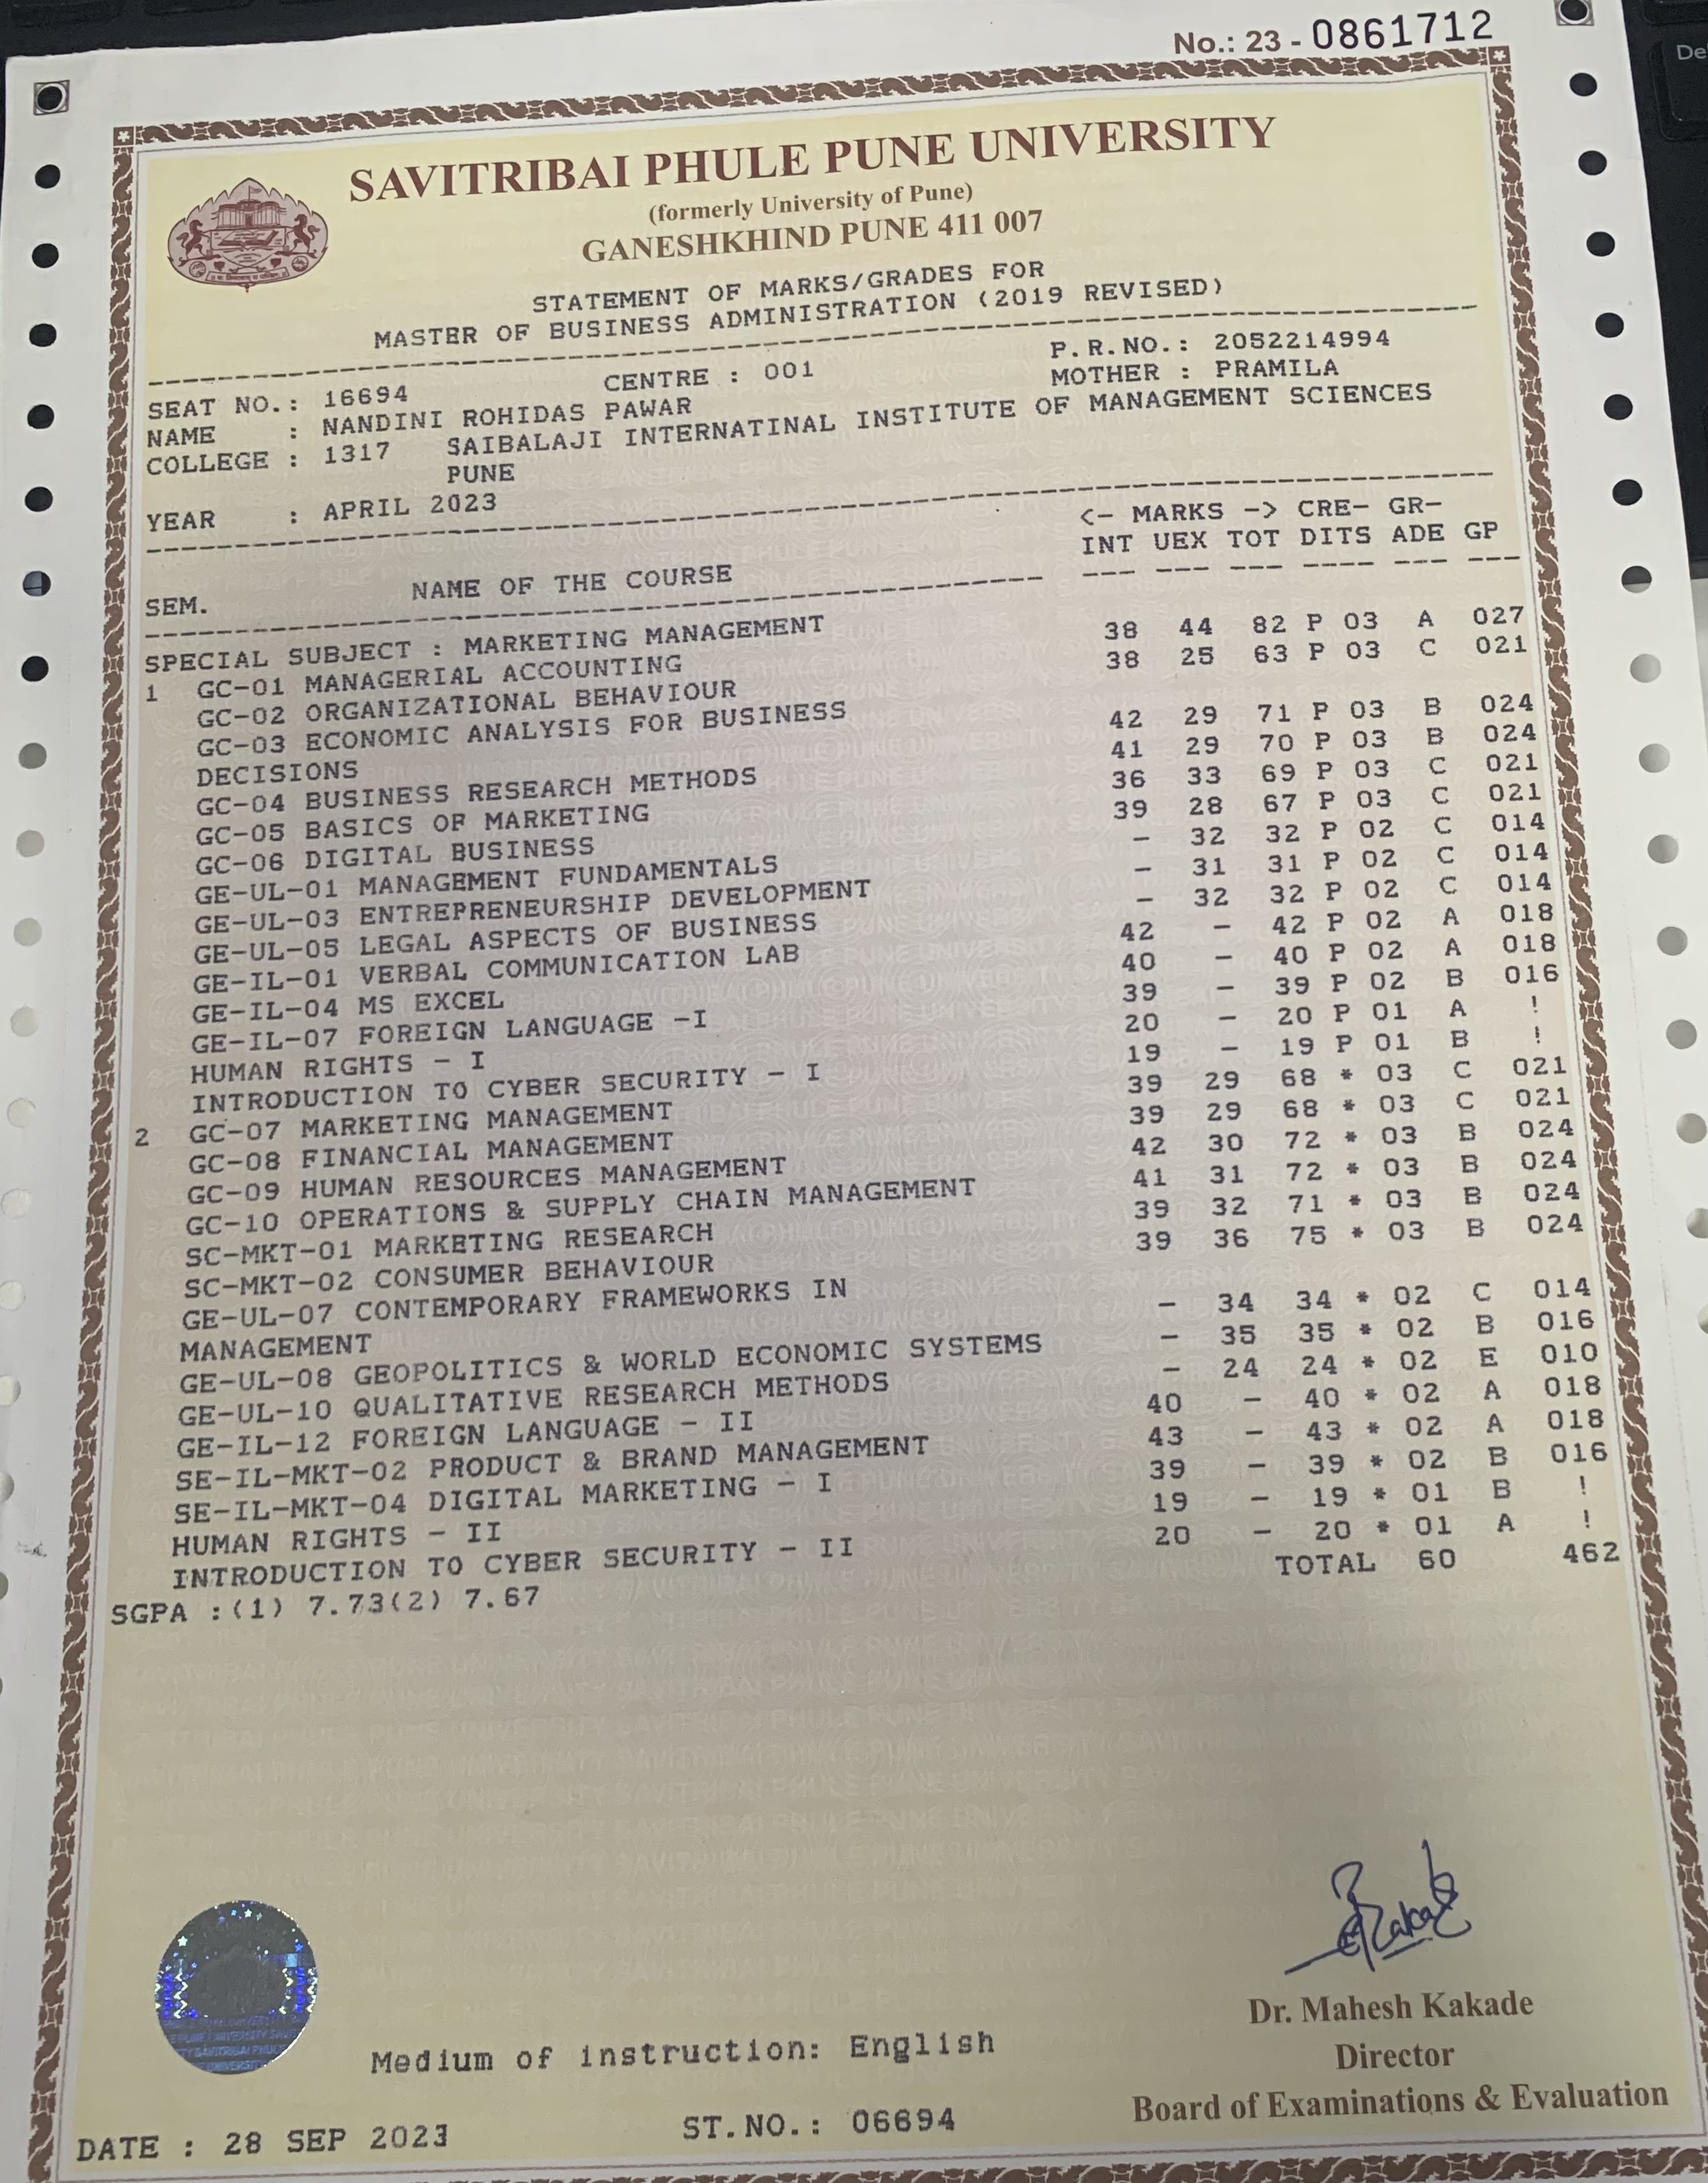 No.: 23 - 0861712
SAVITRIBAI PHULE PUNE UNIVERSITY
(formerly University of Pune)
GANESHKHIND PUNE 411 007
STATEMENT OF MARKS/GRADES FOR
MASTER OF BUSINESS ADMINISTRATION (2019 REVISED)
SEAT NO.: 16694 CENTRE : 001 P.R.NO.: 2052214994
NAME : NANDINI ROHIDAS PAWAR MOTHER : PRAMILA
COLLEGE : 1317 SAIBALAJI INTERNATINAL INSTITUTE OF MANAGEMENT SCIENCES
PUNE
YEAR : APRIL 2023
<- MARKS -> CRE- GR-
SEM. NAME OF THE COURSE INT UEX TOT DITS ADE GP
SPECIAL SUBJECT : MARKETING MANAGEMENT
1 GC-01 MANAGERIAL ACCOUNTING 38 44 82 P 03 A 027
GC-02 ORGANIZATIONAL BEHAVIOUR 38 25 63 P 03 C 021
GC-03 ECONOMIC ANALYSIS FOR BUSINESS
DECISIONS 42 29 71 P 03 B 024
GC-04 BUSINESS RESEARCH METHODS 41 29 70 P 03 B 024
GC-05 BASICS OF MARKETING 36 33 69 P 03 C 021
GC-06 DIGITAL BUSINESS 39 28 67 P 03 C 021
GE-UL-01 MANAGEMENT FUNDAMENTALS - 32 32 P 02 C 014
GE-UL-03 ENTREPRENEURSHIP DEVELOPMENT - 31 31 P 02 C 014
GE-UL-05 LEGAL ASPECTS OF BUSINESS - 32 32 P 02 C 014
GE-IL-01 VERBAL COMMUNICATION LAB 42 - 42 P 02 A 018
GE-IL-04 MS EXCEL 40 - 40 P 02 A 018
GE-IL-07 FOREIGN LANGUAGE -I 39 - 39 P 02 B 016
HUMAN RIGHTS - I 20 - 20 P 01 A !
INTRODUCTION TO CYBER SECURITY - I 19 - 19 P 01 B !
2 GC-07 MARKETING MANAGEMENT 39 29 68 * 03 C 021
GC-08 FINANCIAL MANAGEMENT 39 29 68 * 03 C 021
GC-09 HUMAN RESOURCES MANAGEMENT 42 30 72 * 03 B 024
GC-10 OPERATIONS & SUPPLY CHAIN MANAGEMENT 41 31 72 * 03 B 024
SC-MKT-01 MARKETING RESEARCH 39 32 71 * 03 B 024
SC-MKT-02 CONSUMER BEHAVIOUR 39 36 75 * 03 B 024
GE-UL-07 CONTEMPORARY FRAMEWORKS IN
MANAGEMENT - 34 34 * 02 C 014
GE-UL-08 GEOPOLITICS & WORLD ECONOMIC SYSTEMS - 35 35 * 02 B 016
GE-UL-10 QUALITATIVE RESEARCH METHODS - 24 24 * 02 E 010
GE-IL-12 FOREIGN LANGUAGE - II 40 - 40 * 02 A 018
SE-IL-MKT-02 PRODUCT & BRAND MANAGEMENT 43 - 43 * 02 A 018
SE-IL-MKT-04 DIGITAL MARKETING - I 39 - 39 * 02 B 016
HUMAN RIGHTS - II 19 - 19 * 01 B !
INTRODUCTION TO CYBER SECURITY - II 20 - 20 * 01 A !
TOTAL 60 462
SGPA :(1) 7.73(2) 7.67
Dr. Mahesh Kakade
Director
Board of Examinations & Evaluation
Medium of instruction: English
DATE : 28 SEP 2023 ST.NO.: 06694